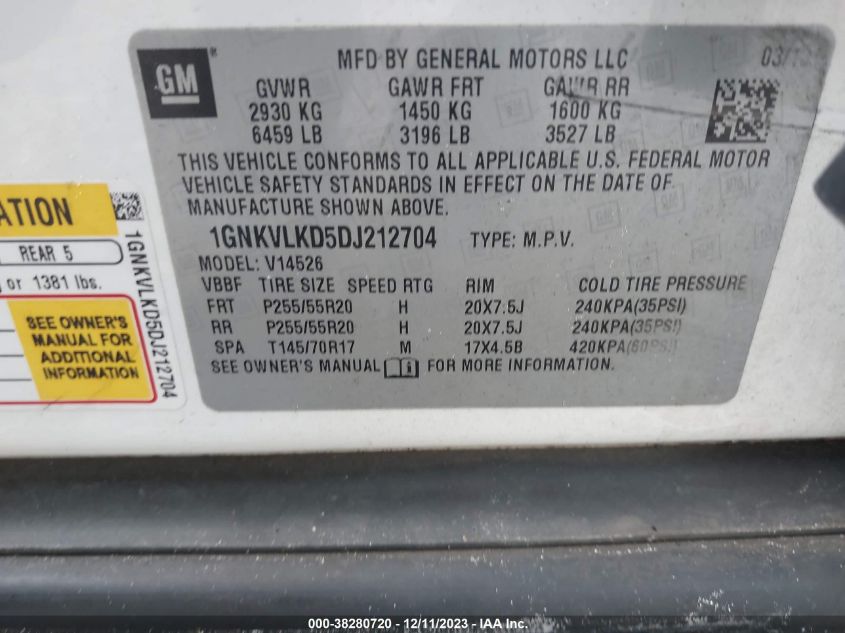 GM
MFD BY GENERAL MOTORS LLC 03/13
GVWR GAWR FRT GAWR RR
2930 KG 1450 KG 1600 KG
6459 LB 3196 LB 3527 LB
THIS VEHICLE CONFORMS TO ALL APPLICABLE U.S. FEDERAL MOTOR
VEHICLE SAFETY STANDARDS IN EFFECT ON THE DATE OF
MANUFACTURE SHOWN ABOVE.
1GNKVLKD5DJ212704 TYPE: M.P.V.
MODEL: V14526
VBBF TIRE SIZE SPEED RTG RIM COLD TIRE PRESSURE
FRT P255/55R20 H 20X7.5J 240KPA(35PSI)
RR P255/55R20 H 20X7.5J 240KPA(35PSI)
SPA T145/70R17 M 17X4.5B 420KPA(60PSI)
SEE OWNER'S MANUAL FOR MORE INFORMATION.
ATION
REAR 5
or 1381 lbs.
SEE OWNER'S
MANUAL FOR
ADDITIONAL
INFORMATION
1GNKVLKD5DJ212704
000-38280720 - 12/11/2023 - IAA Inc.